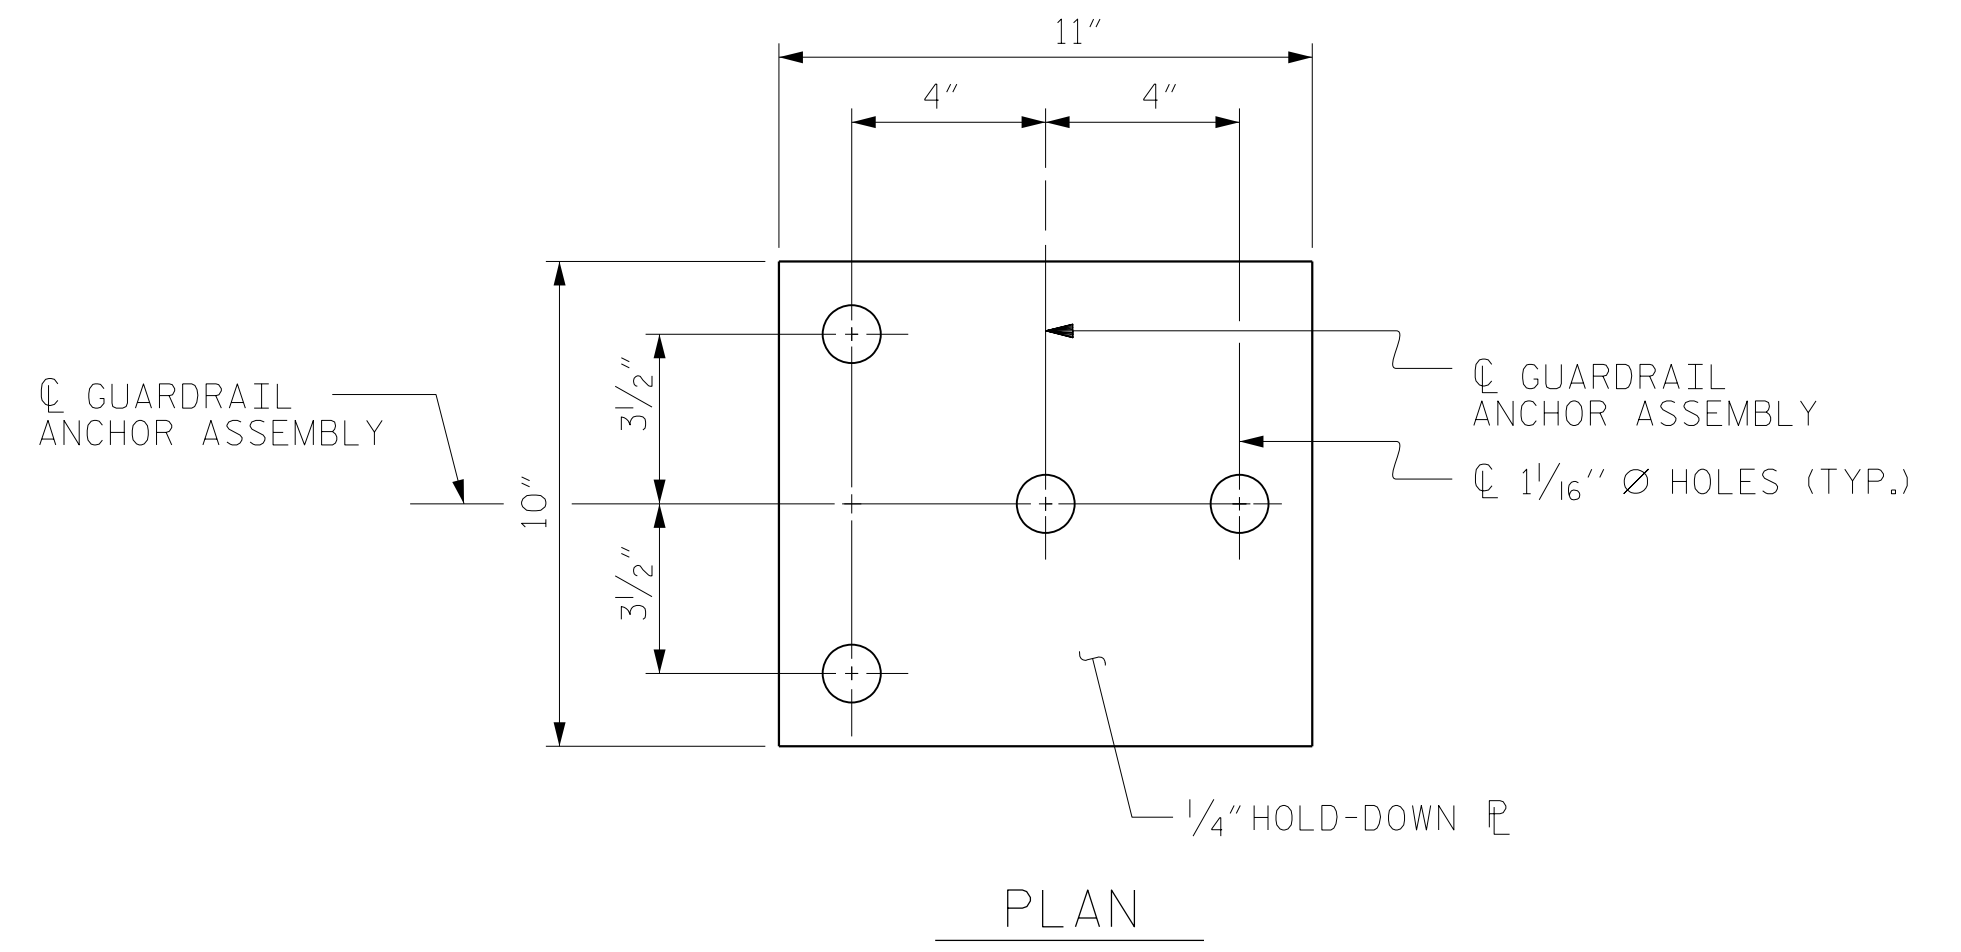 11"
4" 4"
℄ GUARDRAIL
ANCHOR ASSEMBLY
3 1/2"
10"
3 1/2"
℄ GUARDRAIL
ANCHOR ASSEMBLY
℄ 1 1/16" Ø HOLES (TYP.)
1/4" HOLD-DOWN ⅊
PLAN